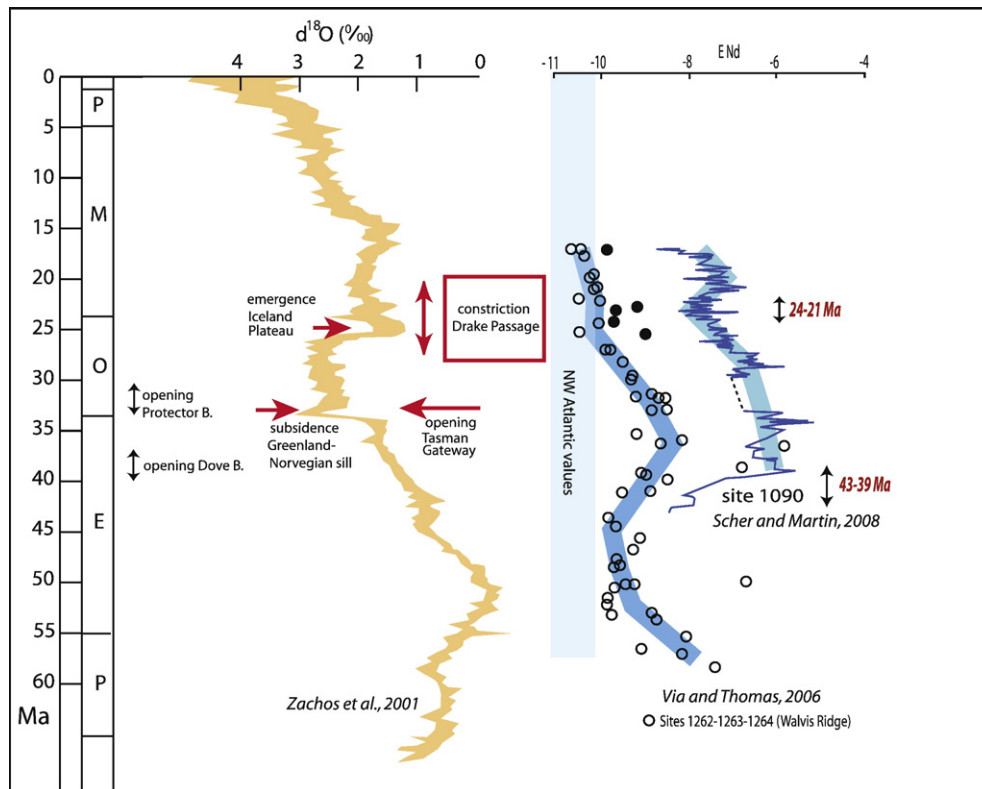 d18O (°/oo)
4 3 2 1 0
E Nd
-11 -10 -8 -6 -4
0
P
5
10
M
15
20
24-21 Ma
emergence
Iceland
Plateau
constriction
Drake Passage
25
O
30
opening
Protector B.
subsidence
Greenland-
Norvegian sill
opening
Tasman
Gateway
NW Atlantic values
35
opening Dove B.
40
43-39 Ma
site 1090
Scher and Martin, 2008
45
E
50
55
P
60
Ma
Zachos et al., 2001
Via and Thomas, 2006
Sites 1262-1263-1264 (Walvis Ridge)